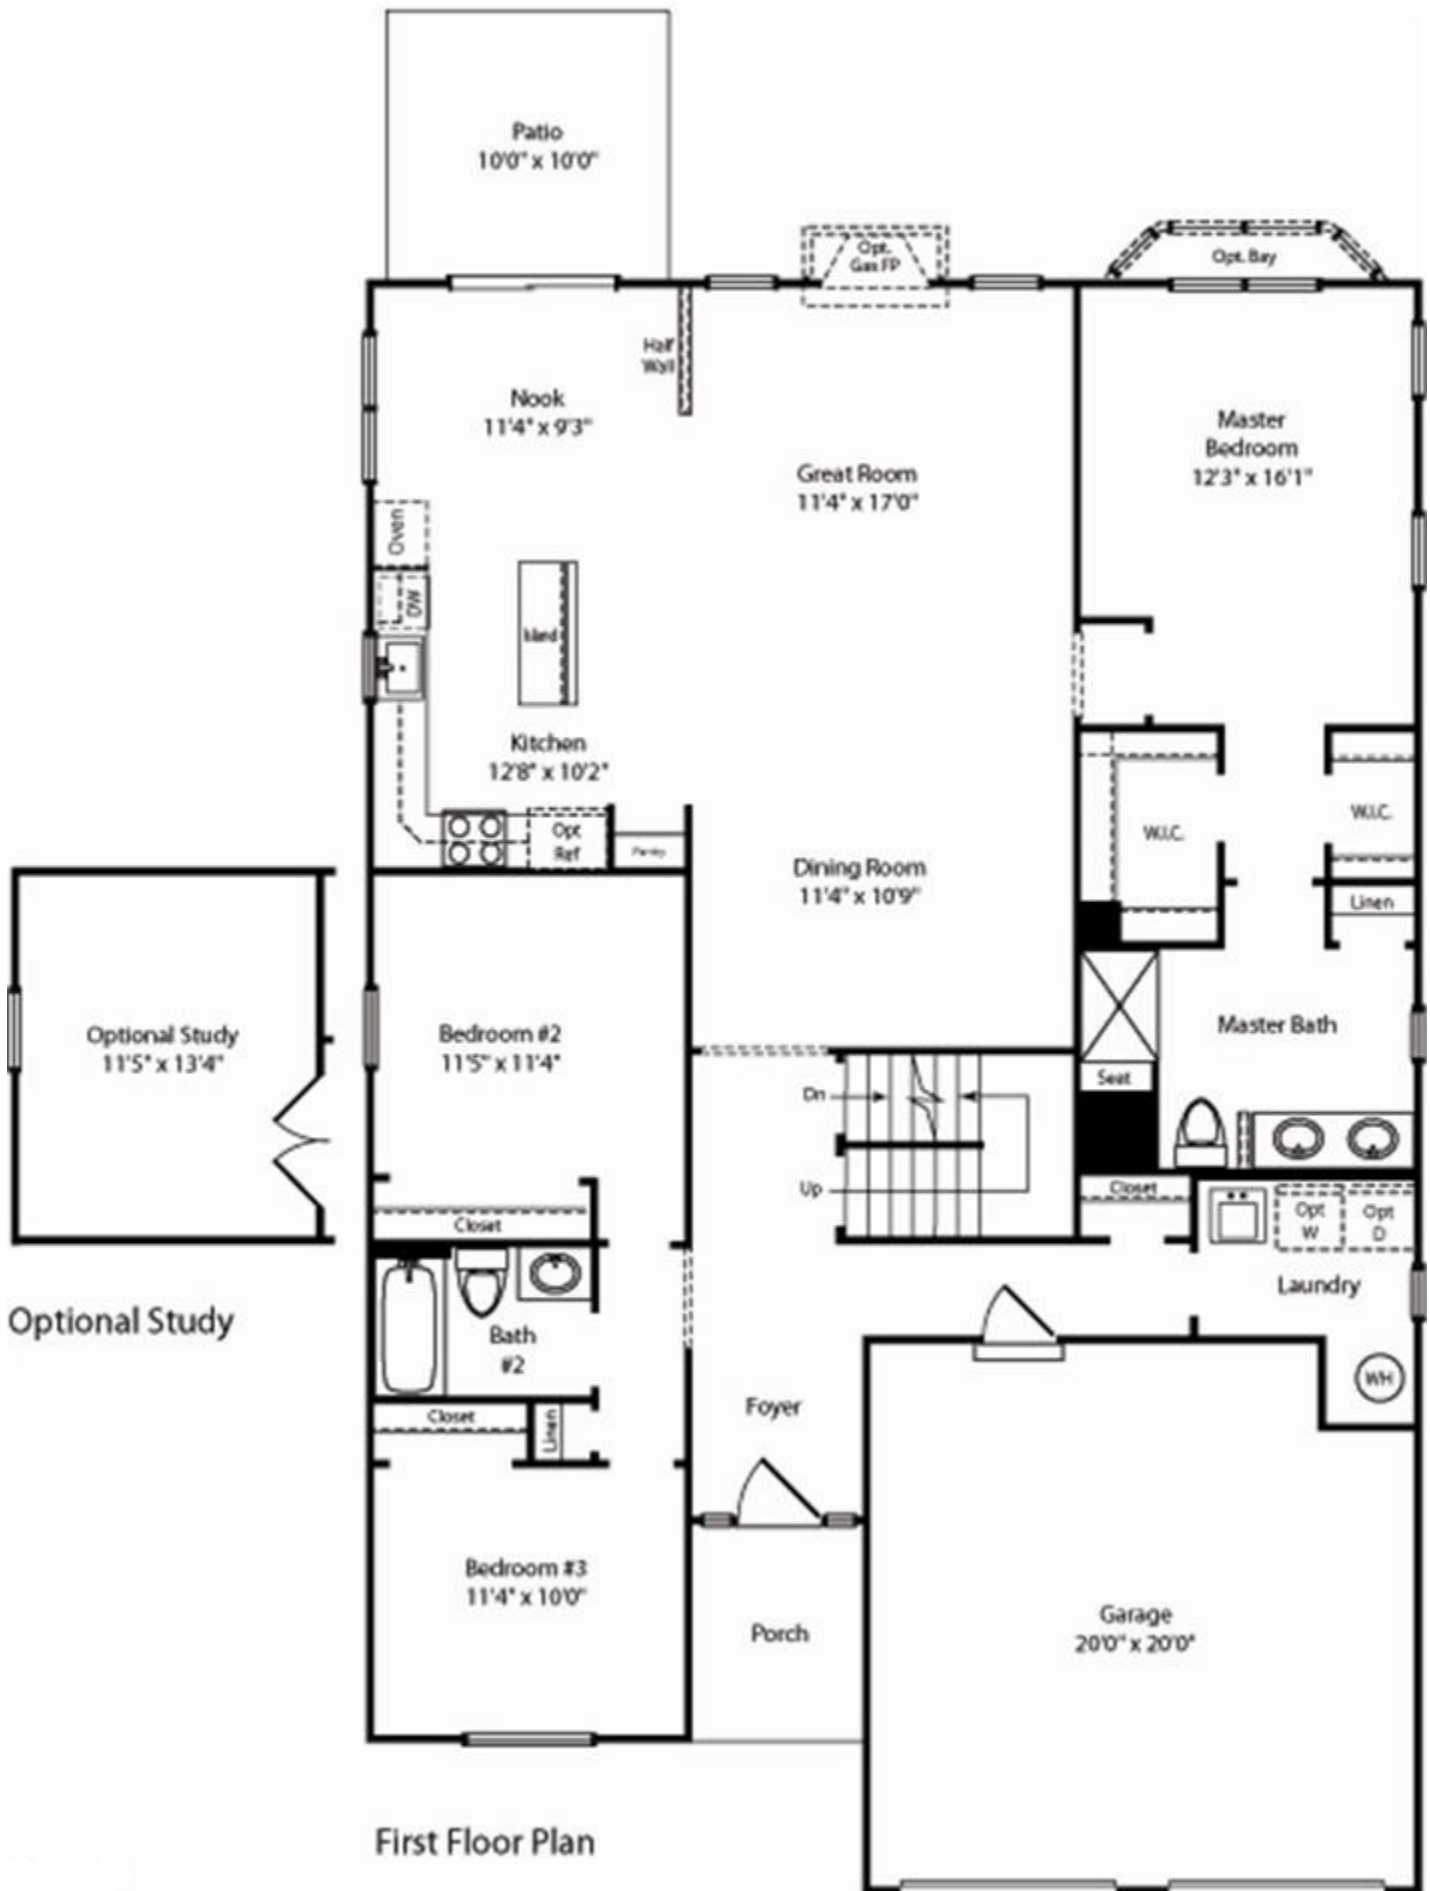 Patio
10'0" x 10'0"
Opt.
Gas FP
Opt. Bay
Half
Wall
Nook
11'4" x 9'3"
Master
Bedroom
12'3" x 16'1"
Great Room
11'4" x 17'0"
Oven
DW
Island
Kitchen
12'8" x 10'2"
Opt
Ref
Pantry
W.I.C.
W.I.C.
Dining Room
11'4" x 10'9"
Linen
Optional Study
11'5" x 13'4"
Bedroom #2
11'5" x 11'4"
Master Bath
Seat
Dn
Up
Closet
Closet
Opt
W
Opt
D
Laundry
Optional Study
Bath
#2
WH
Closet
Linen
Foyer
Bedroom #3
11'4" x 10'0"
Porch
Garage
20'0" x 20'0"
First Floor Plan